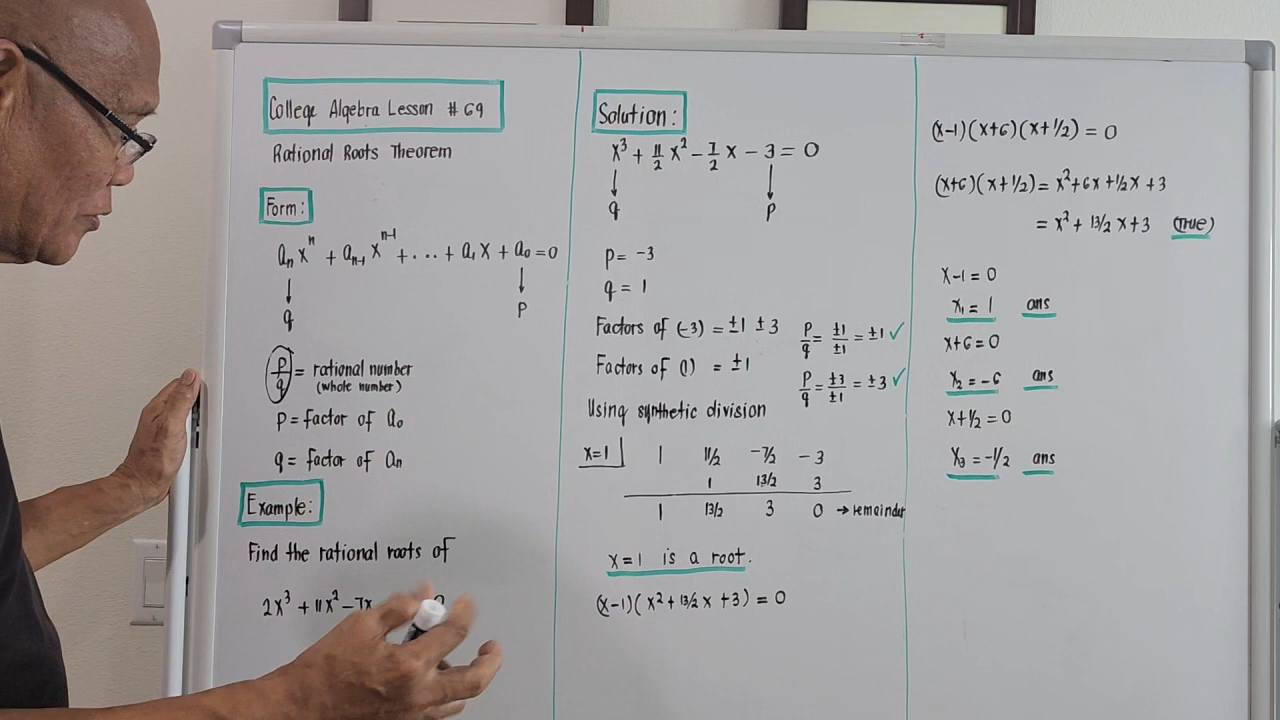 College Algebra Lesson # 69
Rational Roots Theorem
Form:
aₙxⁿ + aₙ₋₁xⁿ⁻¹ + . . . + a₁x + a₀ = 0
↓ ↓
q p
p/q = rational number
(whole number)
p = factor of a₀
q = factor of aₙ
Example:
Find the rational roots of
2x³ + 11x² - 7x
Solution:
x³ + 11/2 x² - 7/2 x - 3 = 0
↓ ↓
q p
p = -3
q = 1
Factors of (-3) = ±1 ±3
p/q = ±1/±1 = ±1 ✓
Factors of (1) = ±1
p/q = ±3/±1 = ±3 ✓
Using synthetic division
x=1 | 1 11/2 -7/2 -3
1 13/2 3
1 13/2 3 0 → remainder
x=1 is a root.
(x-1)(x² + 13/2 x + 3) = 0
(x-1)(x+6)(x+1/2) = 0
(x+6)(x+1/2) = x² + 6x + 1/2x + 3
= x² + 13/2 x + 3 (True)
x-1 = 0
x₁ = 1 ans
x+6 = 0
x₂ = -6 ans
x+1/2 = 0
x₃ = -1/2 ans